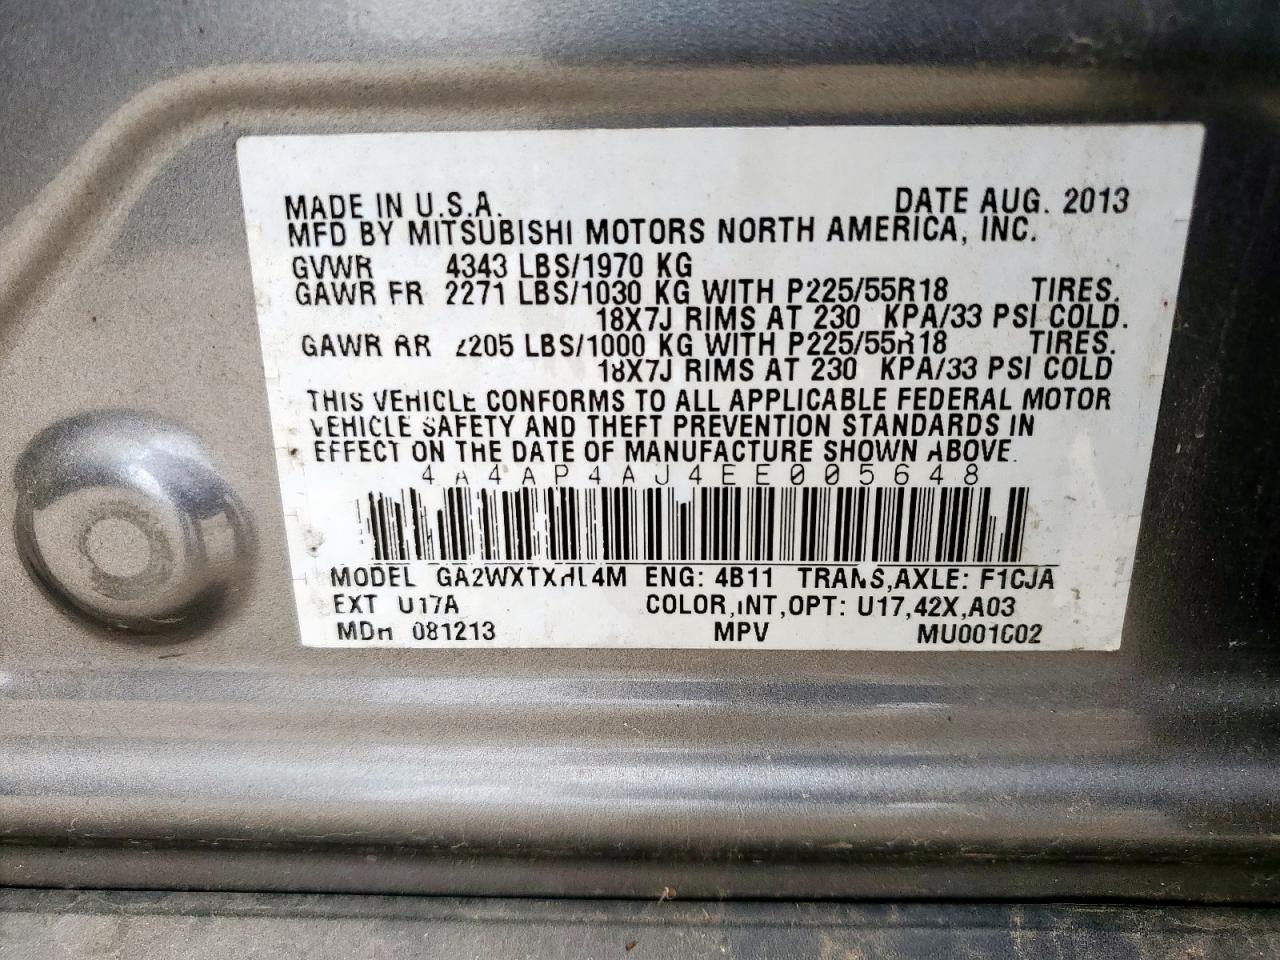 MADE IN U.S.A. DATE AUG. 2013
MFD BY MITSUBISHI MOTORS NORTH AMERICA, INC.
GVWR 4343 LBS/1970 KG
GAWR FR 2271 LBS/1030 KG WITH P225/55R18 TIRES.
18X7J RIMS AT 230 KPA/33 PSI COLD.
GAWR RR 2205 LBS/1000 KG WITH P225/55R18 TIRES.
18X7J RIMS AT 230 KPA/33 PSI COLD
THIS VEHICLE CONFORMS TO ALL APPLICABLE FEDERAL MOTOR
VEHICLE SAFETY AND THEFT PREVENTION STANDARDS IN
EFFECT ON THE DATE OF MANUFACTURE SHOWN ABOVE.
4A4AP4AJ4EE005648
MODEL GA2WXTXHL4M ENG: 4B11 TRANS,AXLE: F1CJA
EXT U17A COLOR,INT,OPT: U17,42X,A03
MDH 081213 MPV MU001C02